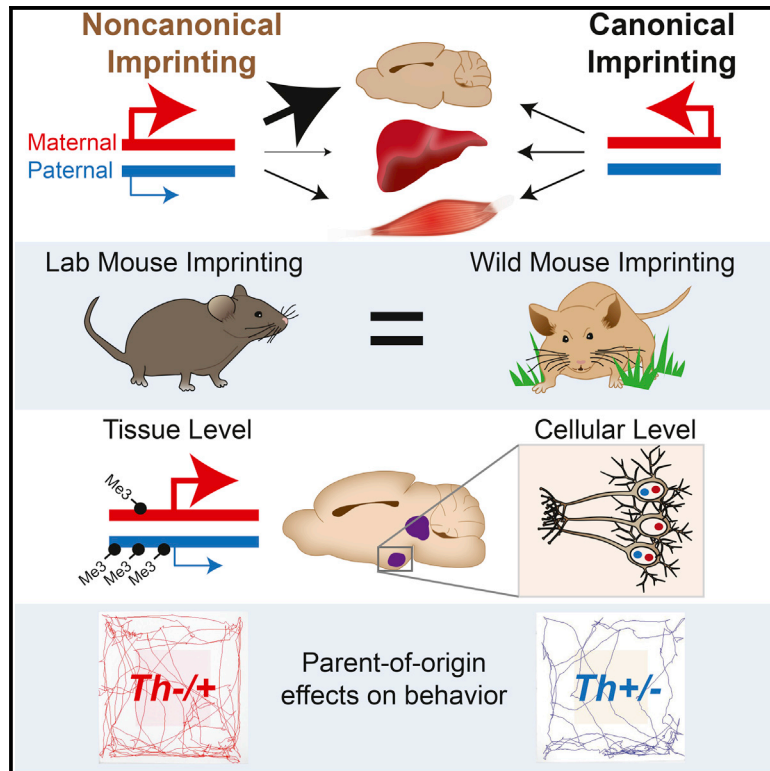 Noncanonical
Imprinting
Canonical
Imprinting
Maternal
Paternal
Lab Mouse Imprinting
=
Wild Mouse Imprinting
Tissue Level
Cellular Level
Me3
Me3
Me3
Me3
Th-/+
Parent-of-origin
effects on behavior
Th+/-